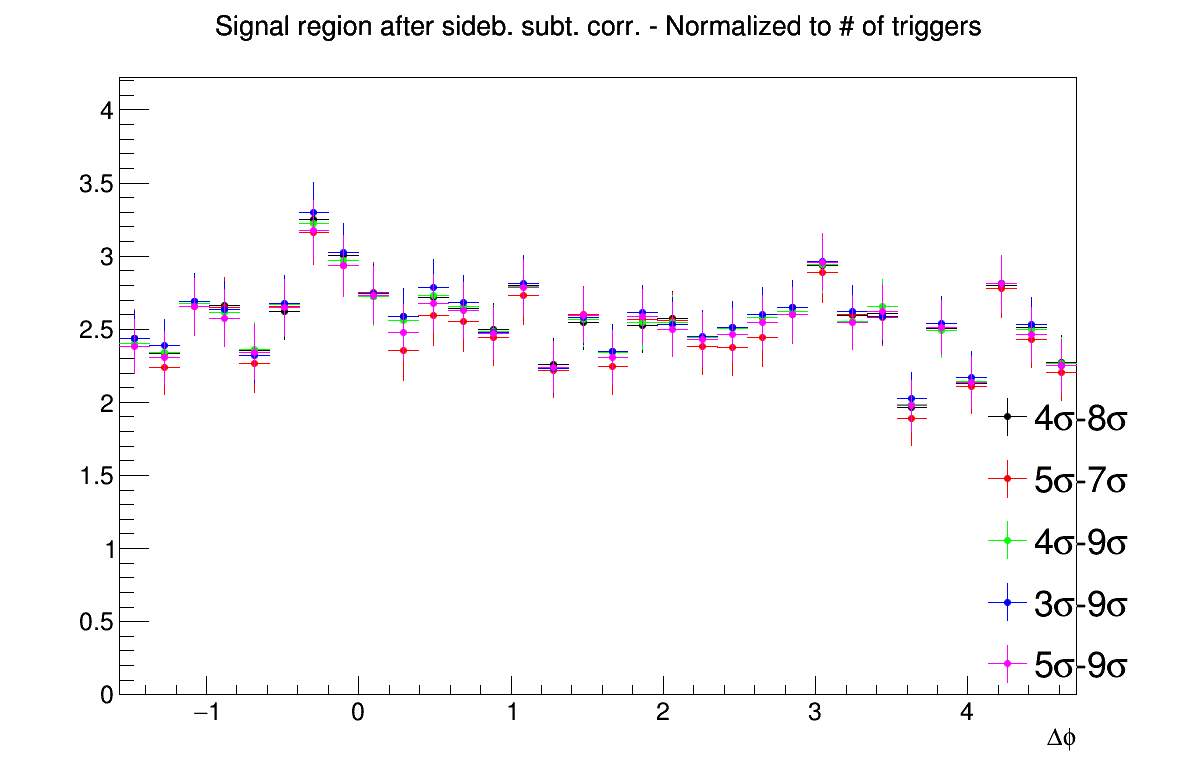 Signal region after sideb. subt. corr. - Normalized to # of triggers
4
3.5
3
2.5
2
1.5
1
0.5
0
4σ-8σ
5σ-7σ
4σ-9σ
3σ-9σ
5σ-9σ
−1 0 1 2 3 4
Δϕ